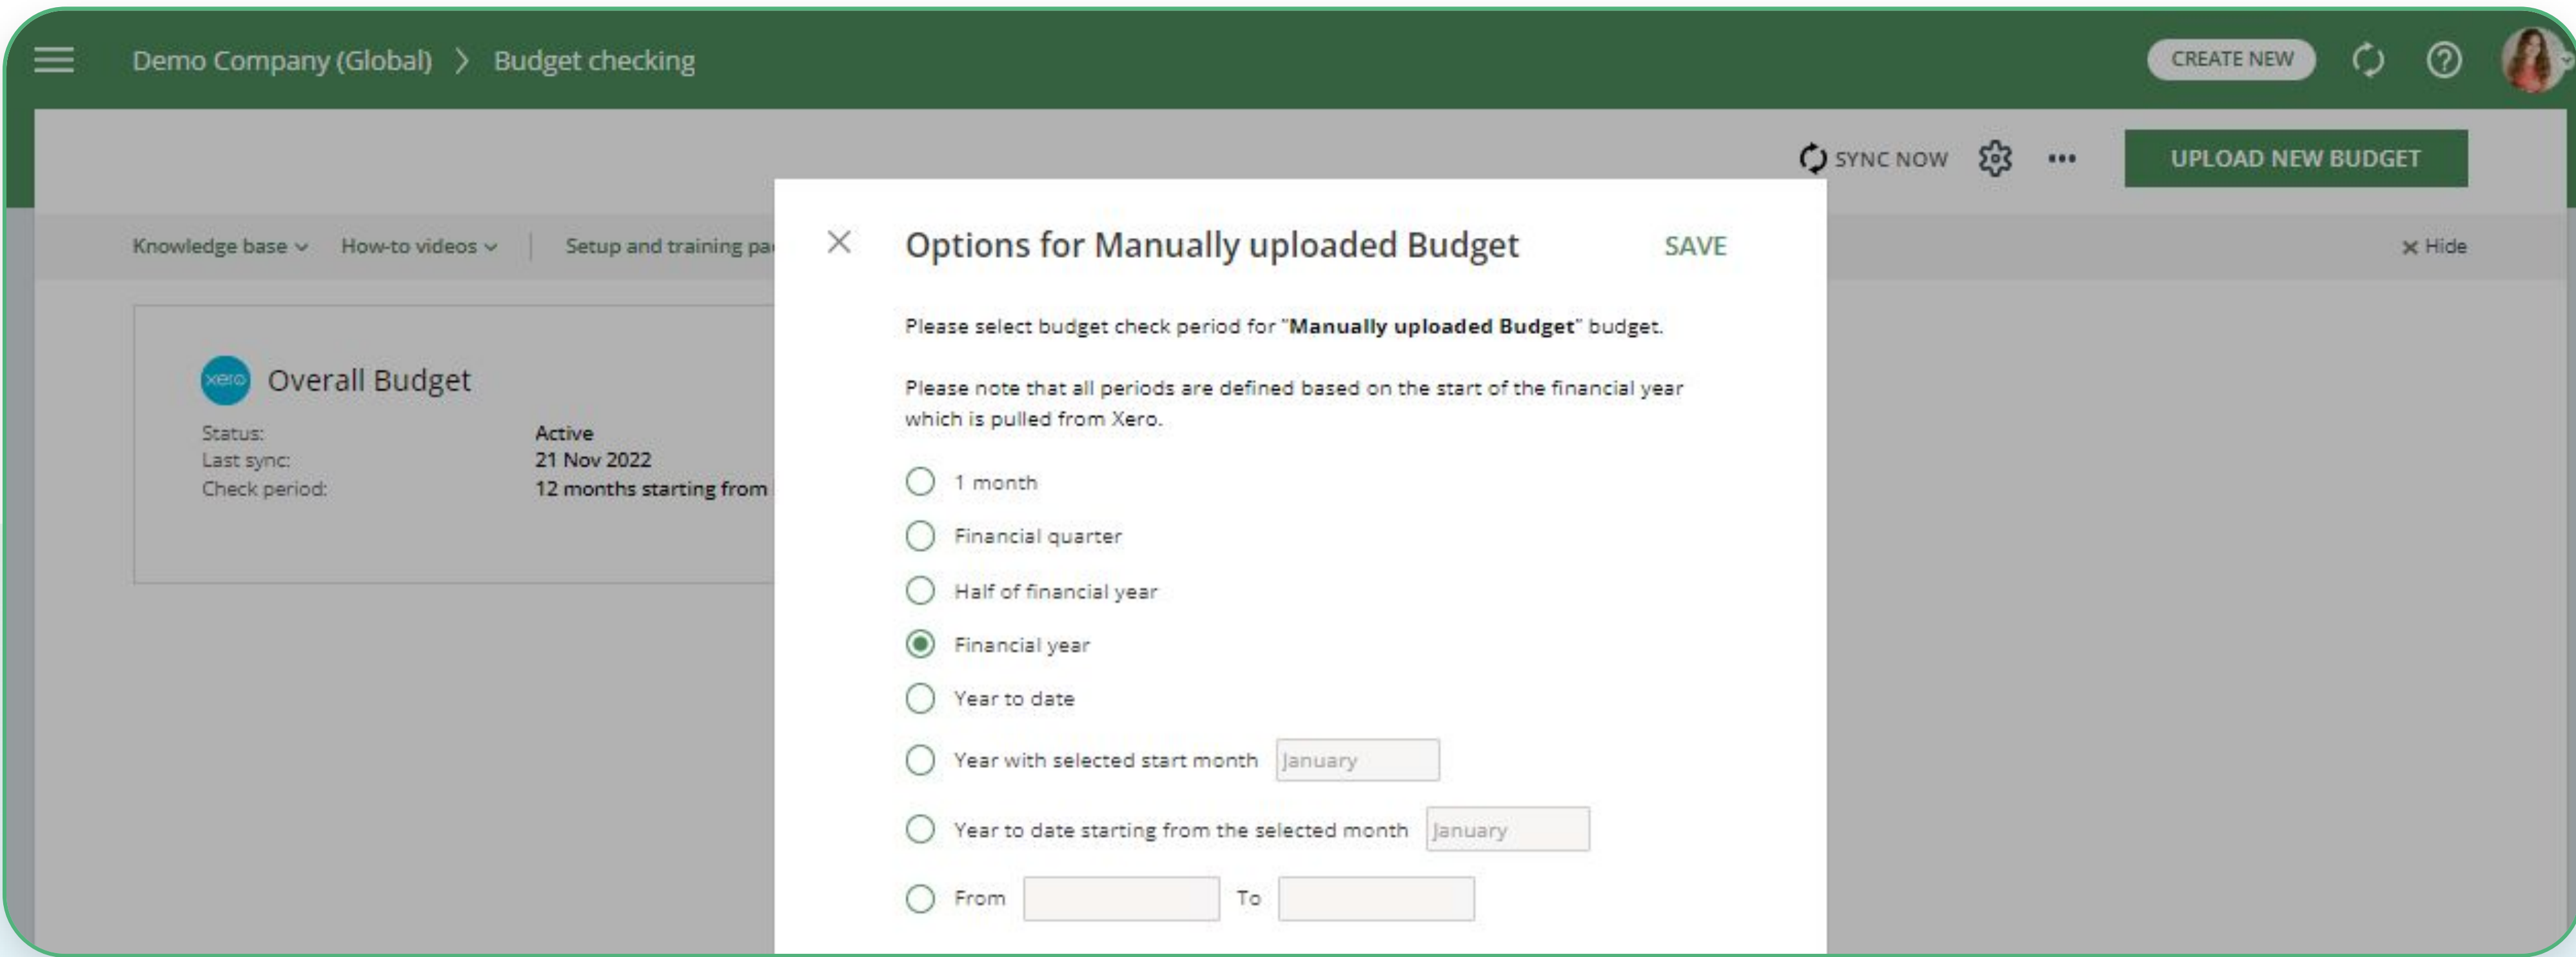 Demo Company (Global) > Budget checking
CREATE NEW
SYNC NOW
UPLOAD NEW BUDGET
Knowledge base
How-to videos
Setup and training
Hide
xero
Overall Budget
Status: Active
Last sync: 21 Nov 2022
Check period: 12 months starting from
Options for Manually uploaded Budget
SAVE
Please select budget check period for "Manually uploaded Budget" budget.
Please note that all periods are defined based on the start of the financial year
which is pulled from Xero.
1 month
Financial quarter
Half of financial year
Financial year
Year to date
Year with selected start month January
Year to date starting from the selected month January
From To